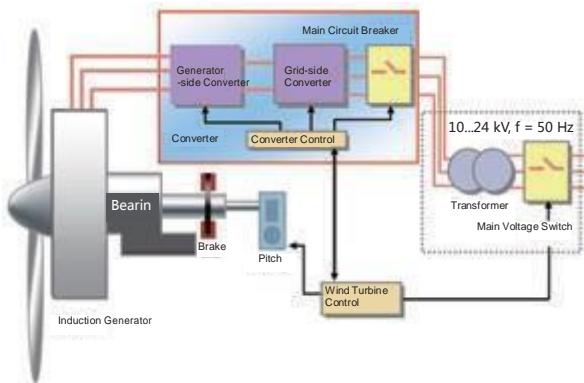 Main Circuit Breaker
Generator
-side Converter
Grid-side
Converter
Converter
Converter Control
10...24 kV, f = 50 Hz
Transformer
Main Voltage Switch
Bearin
Brake
Pitch
Wind Turbine
Control
Induction Generator